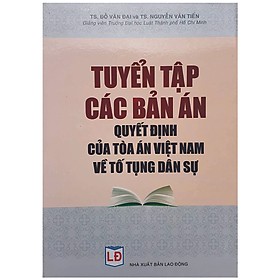 TS. ĐỖ VĂN ĐẠI và TS. NGUYỄN VĂN TIẾN
Giảng viên Trường Đại học Luật Thành phố Hồ Chí Minh
TUYỂN TẬP
CÁC BẢN ÁN
QUYẾT ĐỊNH
CỦA TÒA ÁN VIỆT NAM
VỀ TỐ TỤNG DÂN SỰ
LĐ
NHÀ XUẤT BẢN LAO ĐỘNG